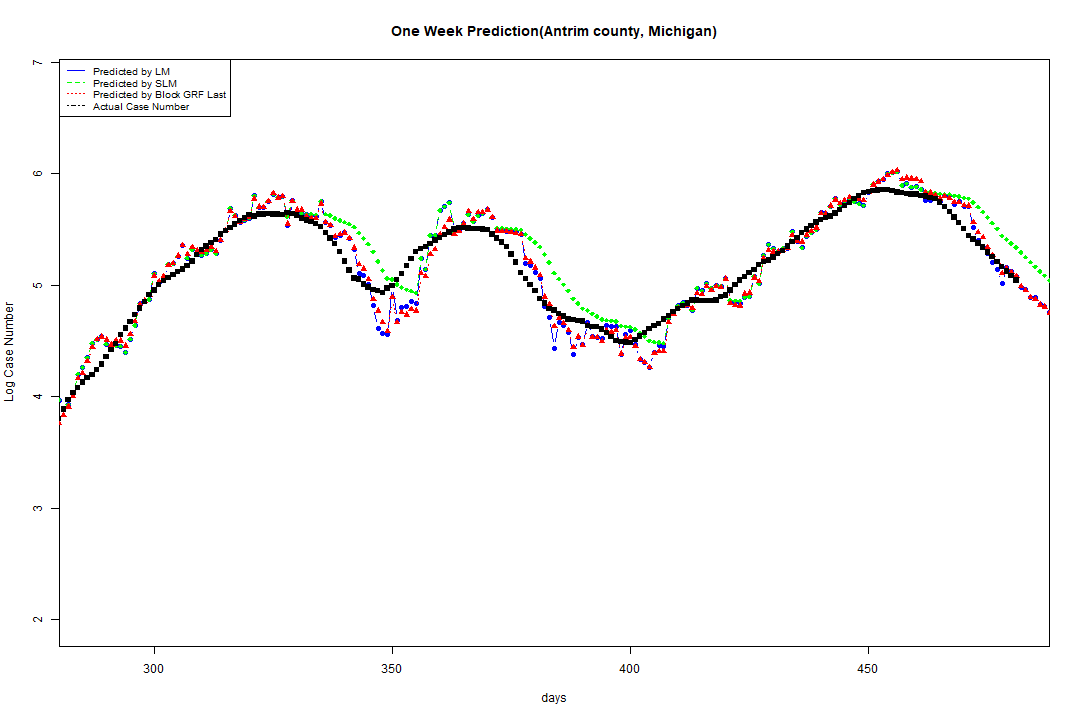 One Week Prediction(Antrim county, Michigan)
7
Predicted by LM
Predicted by SLM
Predicted by Block GRF Last
Actual Case Number
6
5
4
3
2
Log Case Number
300 350 400 450
days